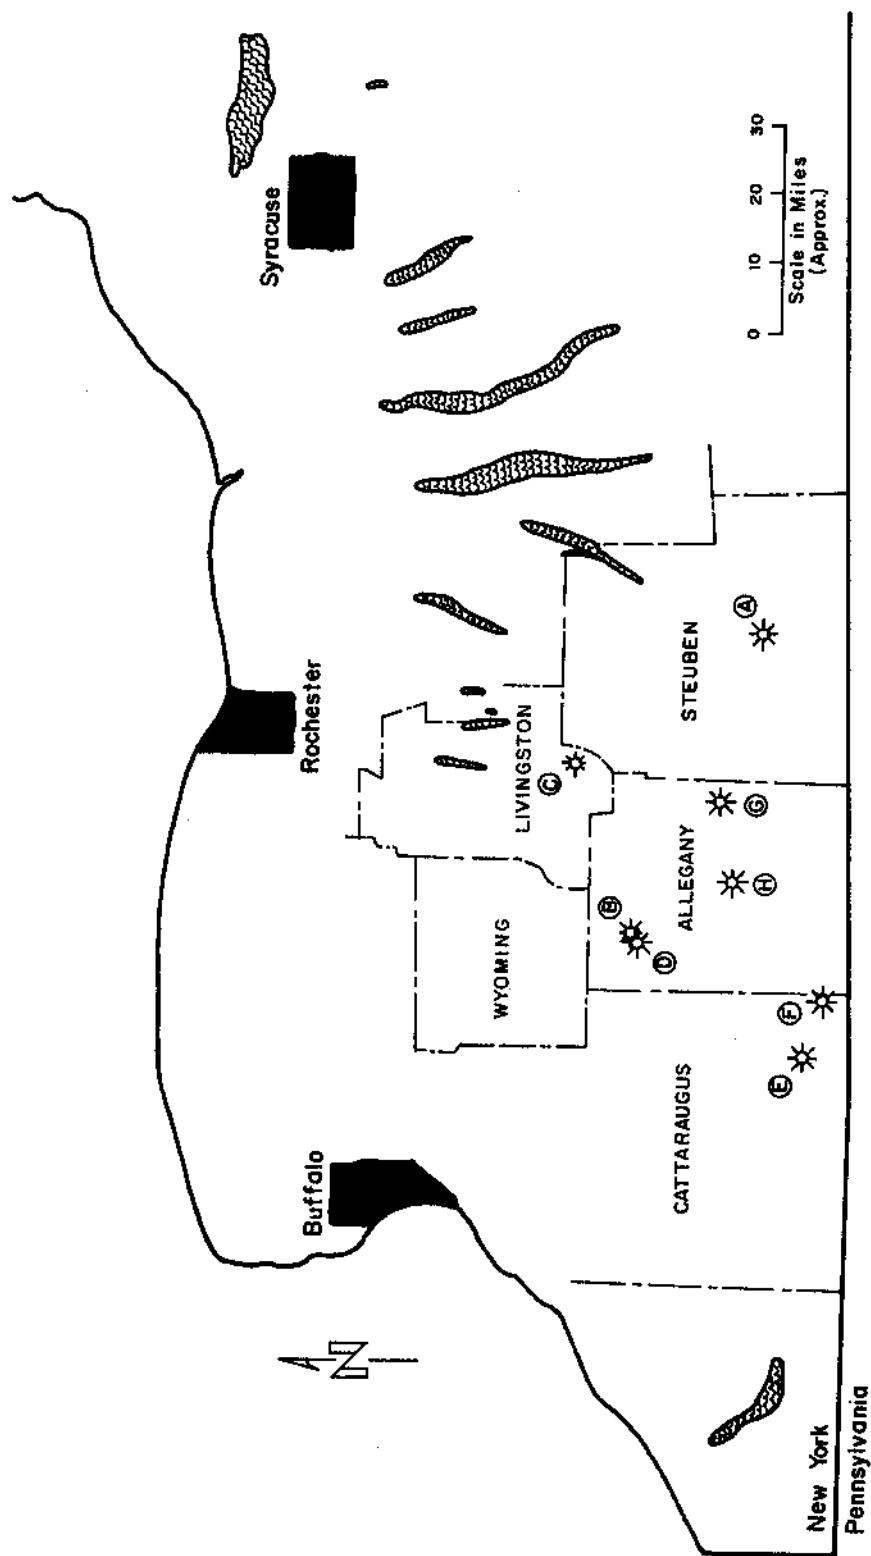 Syracuse
Rochester
Buffalo
N
LIVINGSTON
WYOMING
STEUBEN
ALLEGANY
CATTARAUGUS
A
B
C
D
E
F
G
H
0 10 20 30
Scale in Miles
(Approx.)
New York
Pennsylvania